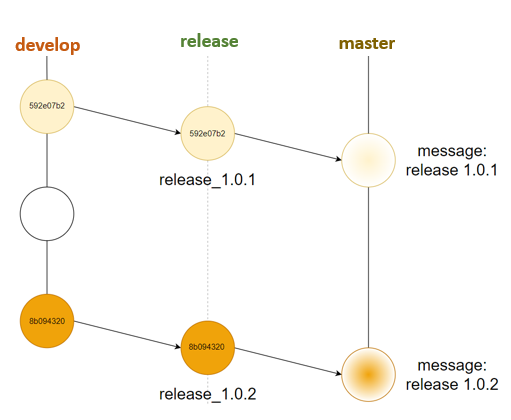 develop
release
master
592e07b2
592e07b2
message:
release 1.0.1
release_1.0.1
8b094320
8b094320
message:
release 1.0.2
release_1.0.2